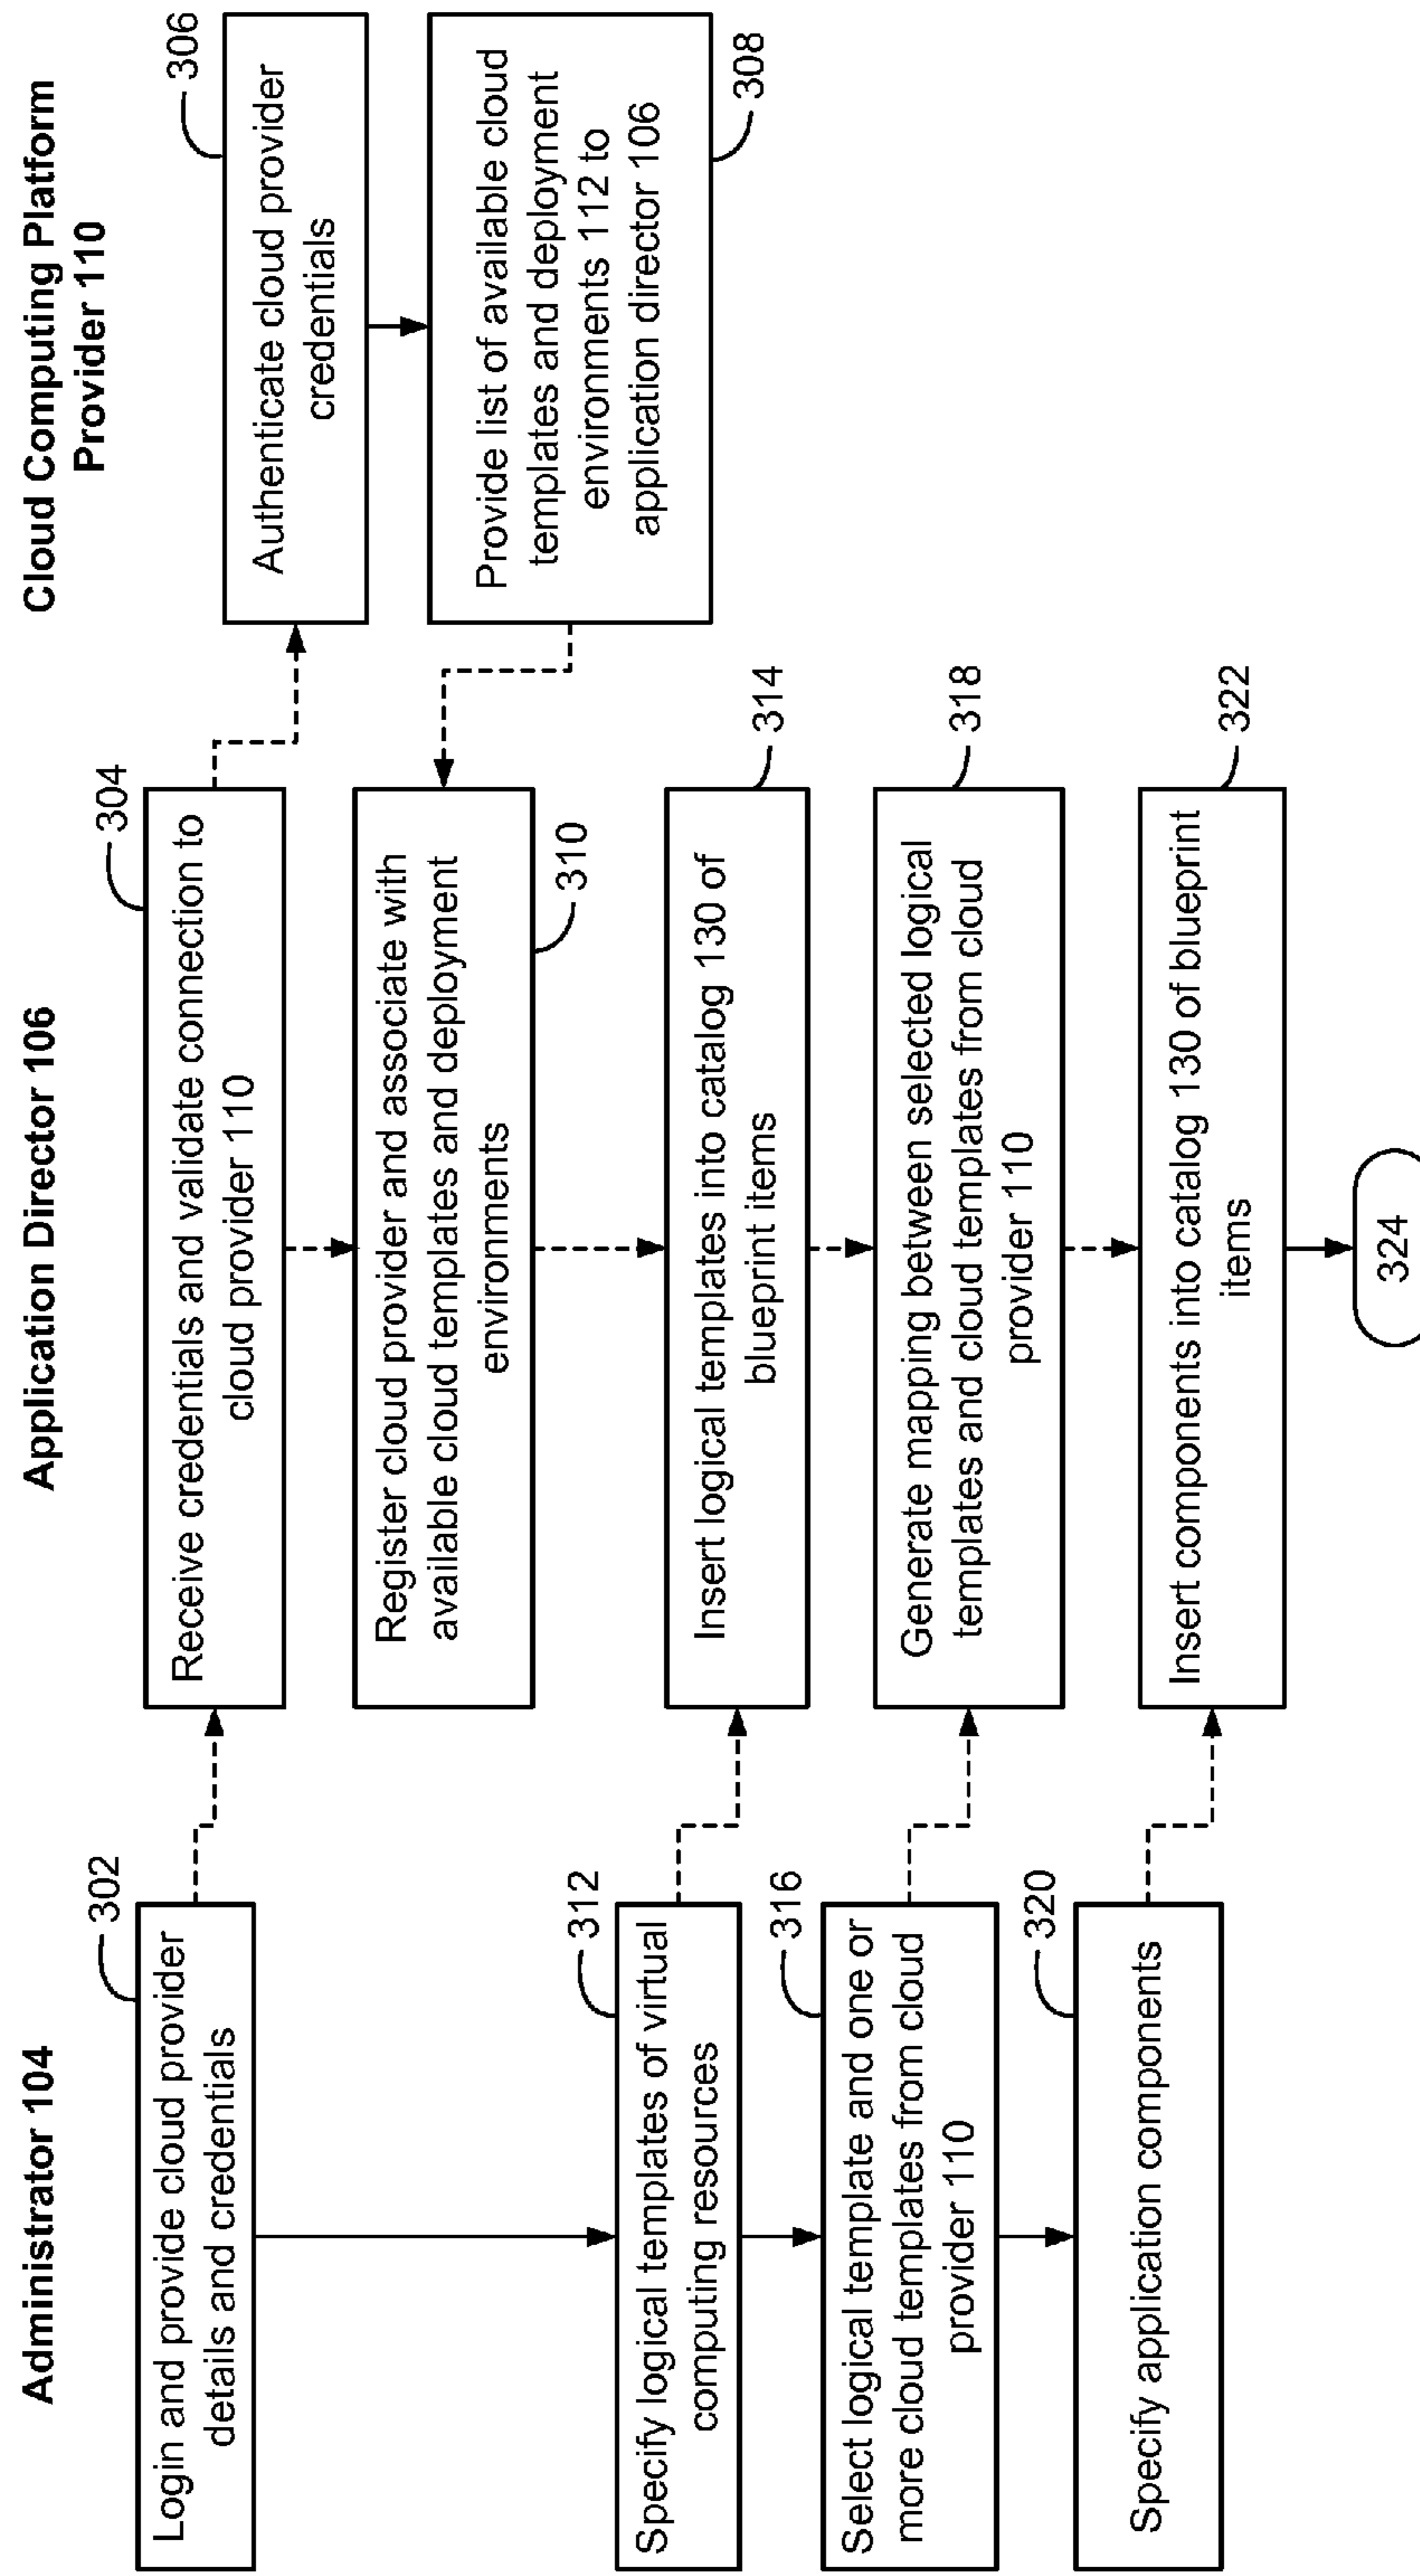 Administrator 104
Application Director 106
Cloud Computing Platform
Provider 110
302
Login and provide cloud provider
details and credentials
304
Receive credentials and validate connection to
cloud provider 110
306
Authenticate cloud provider
credentials
Provide list of available cloud
templates and deployment
environments 112 to
application director 106
308
Register cloud provider and associate with
available cloud templates and deployment
environments
310
312
Specify logical templates of virtual
computing resources
314
Insert logical templates into catalog 130 of
blueprint items
316
Select logical template and one or
more cloud templates from cloud
provider 110
318
Generate mapping between selected logical
templates and cloud templates from cloud
provider 110
320
Specify application components
322
Insert components into catalog 130 of blueprint
items
324